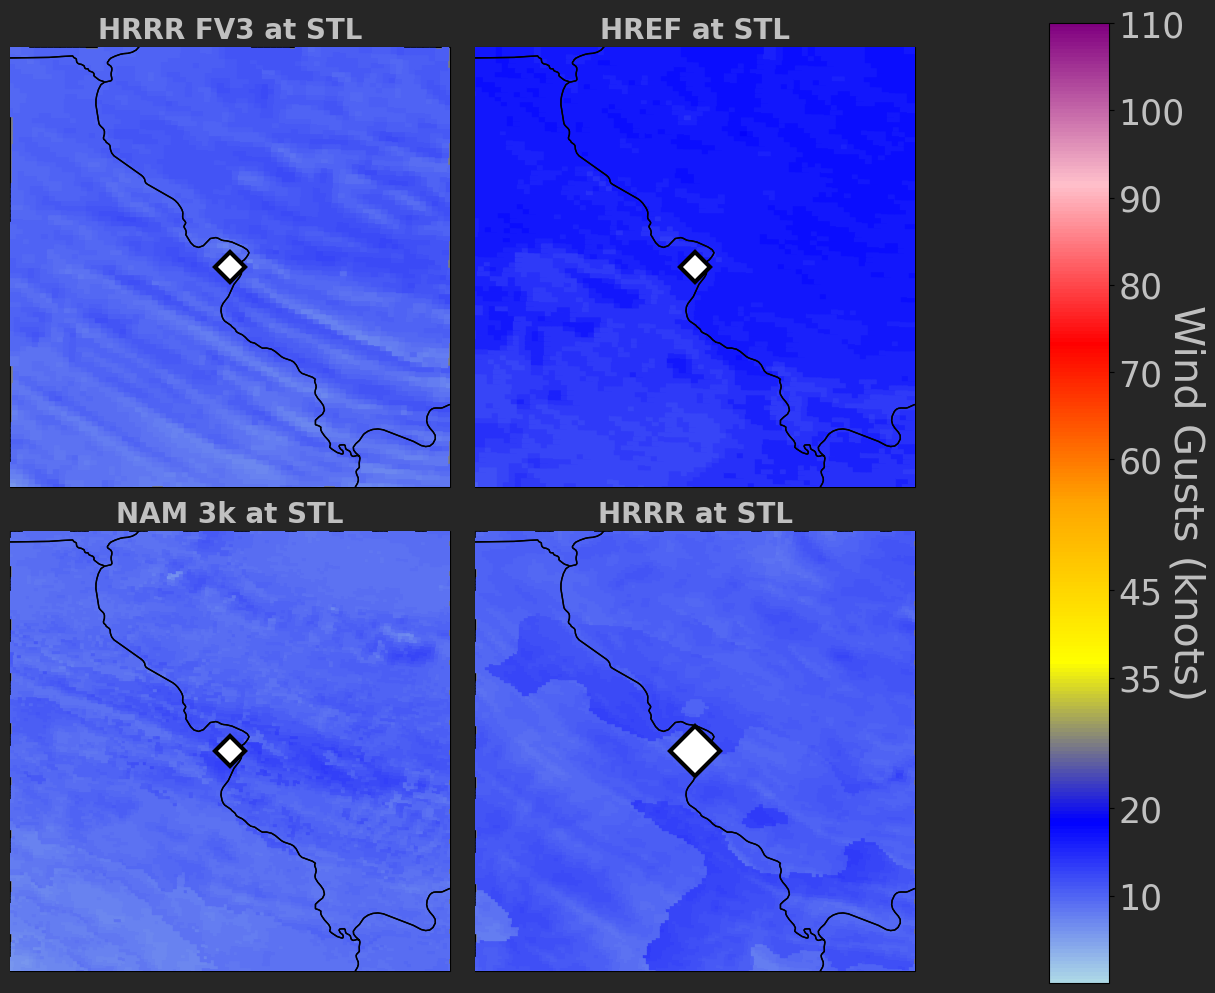 HRRR FV3 at STL
HREF at STL
NAM 3k at STL
HRRR at STL
110
100
90
80
70
60
45
35
20
10
Wind Gusts (knots)